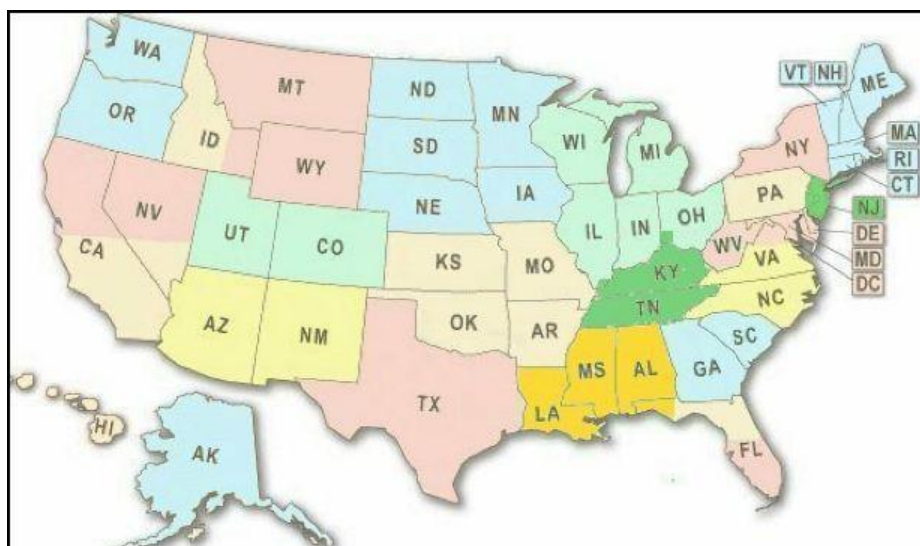 WA
MT
ND
MN
VT
NH
ME
OR
ID
SD
WI
MI
NY
MA
RI
CT
WY
NV
NE
IA
PA
NJ
UT
CO
IL
IN
OH
WV
DE
MD
DC
CA
KS
MO
KY
VA
AZ
NM
OK
AR
TN
NC
MS
AL
GA
SC
HI
TX
LA
FL
AK